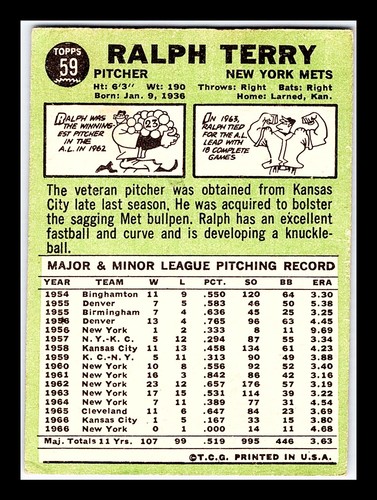 TOPPS
59
RALPH TERRY
PITCHER NEW YORK METS
Ht: 6'3" Wt: 190 Throws: Right Bats: Right
Born: Jan. 9, 1936 Home: Larned, Kan.
RALPH WAS
THE WINNING-
EST PITCHER
IN THE
A.L. IN 1962
IN 1963,
RALPH TIED
FOR THE A.L.
LEAD WITH
18 COMPLETE
GAMES
The veteran pitcher was obtained from Kansas
City late last season. He was acquired to bolster
the sagging Met bullpen. Ralph has an excellent
fastball and curve and is developing a knuckle-
ball.
MAJOR & MINOR LEAGUE PITCHING RECORD
YEAR TEAM W L PCT. SO BB ERA
1954 Binghamton 11 9 .550 120 64 3.30
1955 Denver 7 5 .583 46 50 5.38
1955 Birmingham 7 4 .636 45 25 3.25
1956 Denver 13 4 .765 96 63 4.45
1956 New York 1 2 .333 8 11 9.69
1957 N.Y.-K.C. 5 12 .294 87 55 3.34
1958 Kansas City 11 13 .458 134 61 4.23
1959 K.C.-N.Y. 5 11 .313 90 49 3.88
1960 New York 10 8 .556 92 52 3.40
1961 New York 16 3 .842 86 42 3.16
1962 New York 23 12 .657 176 57 3.19
1963 New York 17 15 .531 114 39 3.22
1964 New York 7 11 .389 77 31 4.54
1965 Cleveland 11 6 .647 84 23 3.69
1966 Kansas City 1 5 .167 33 15 3.80
1966 New York 0 1 .000 14 11 4.68
Maj. Totals 11 Yrs. 107 99 .519 995 446 3.63
©T.C.G. PRINTED IN U.S.A.